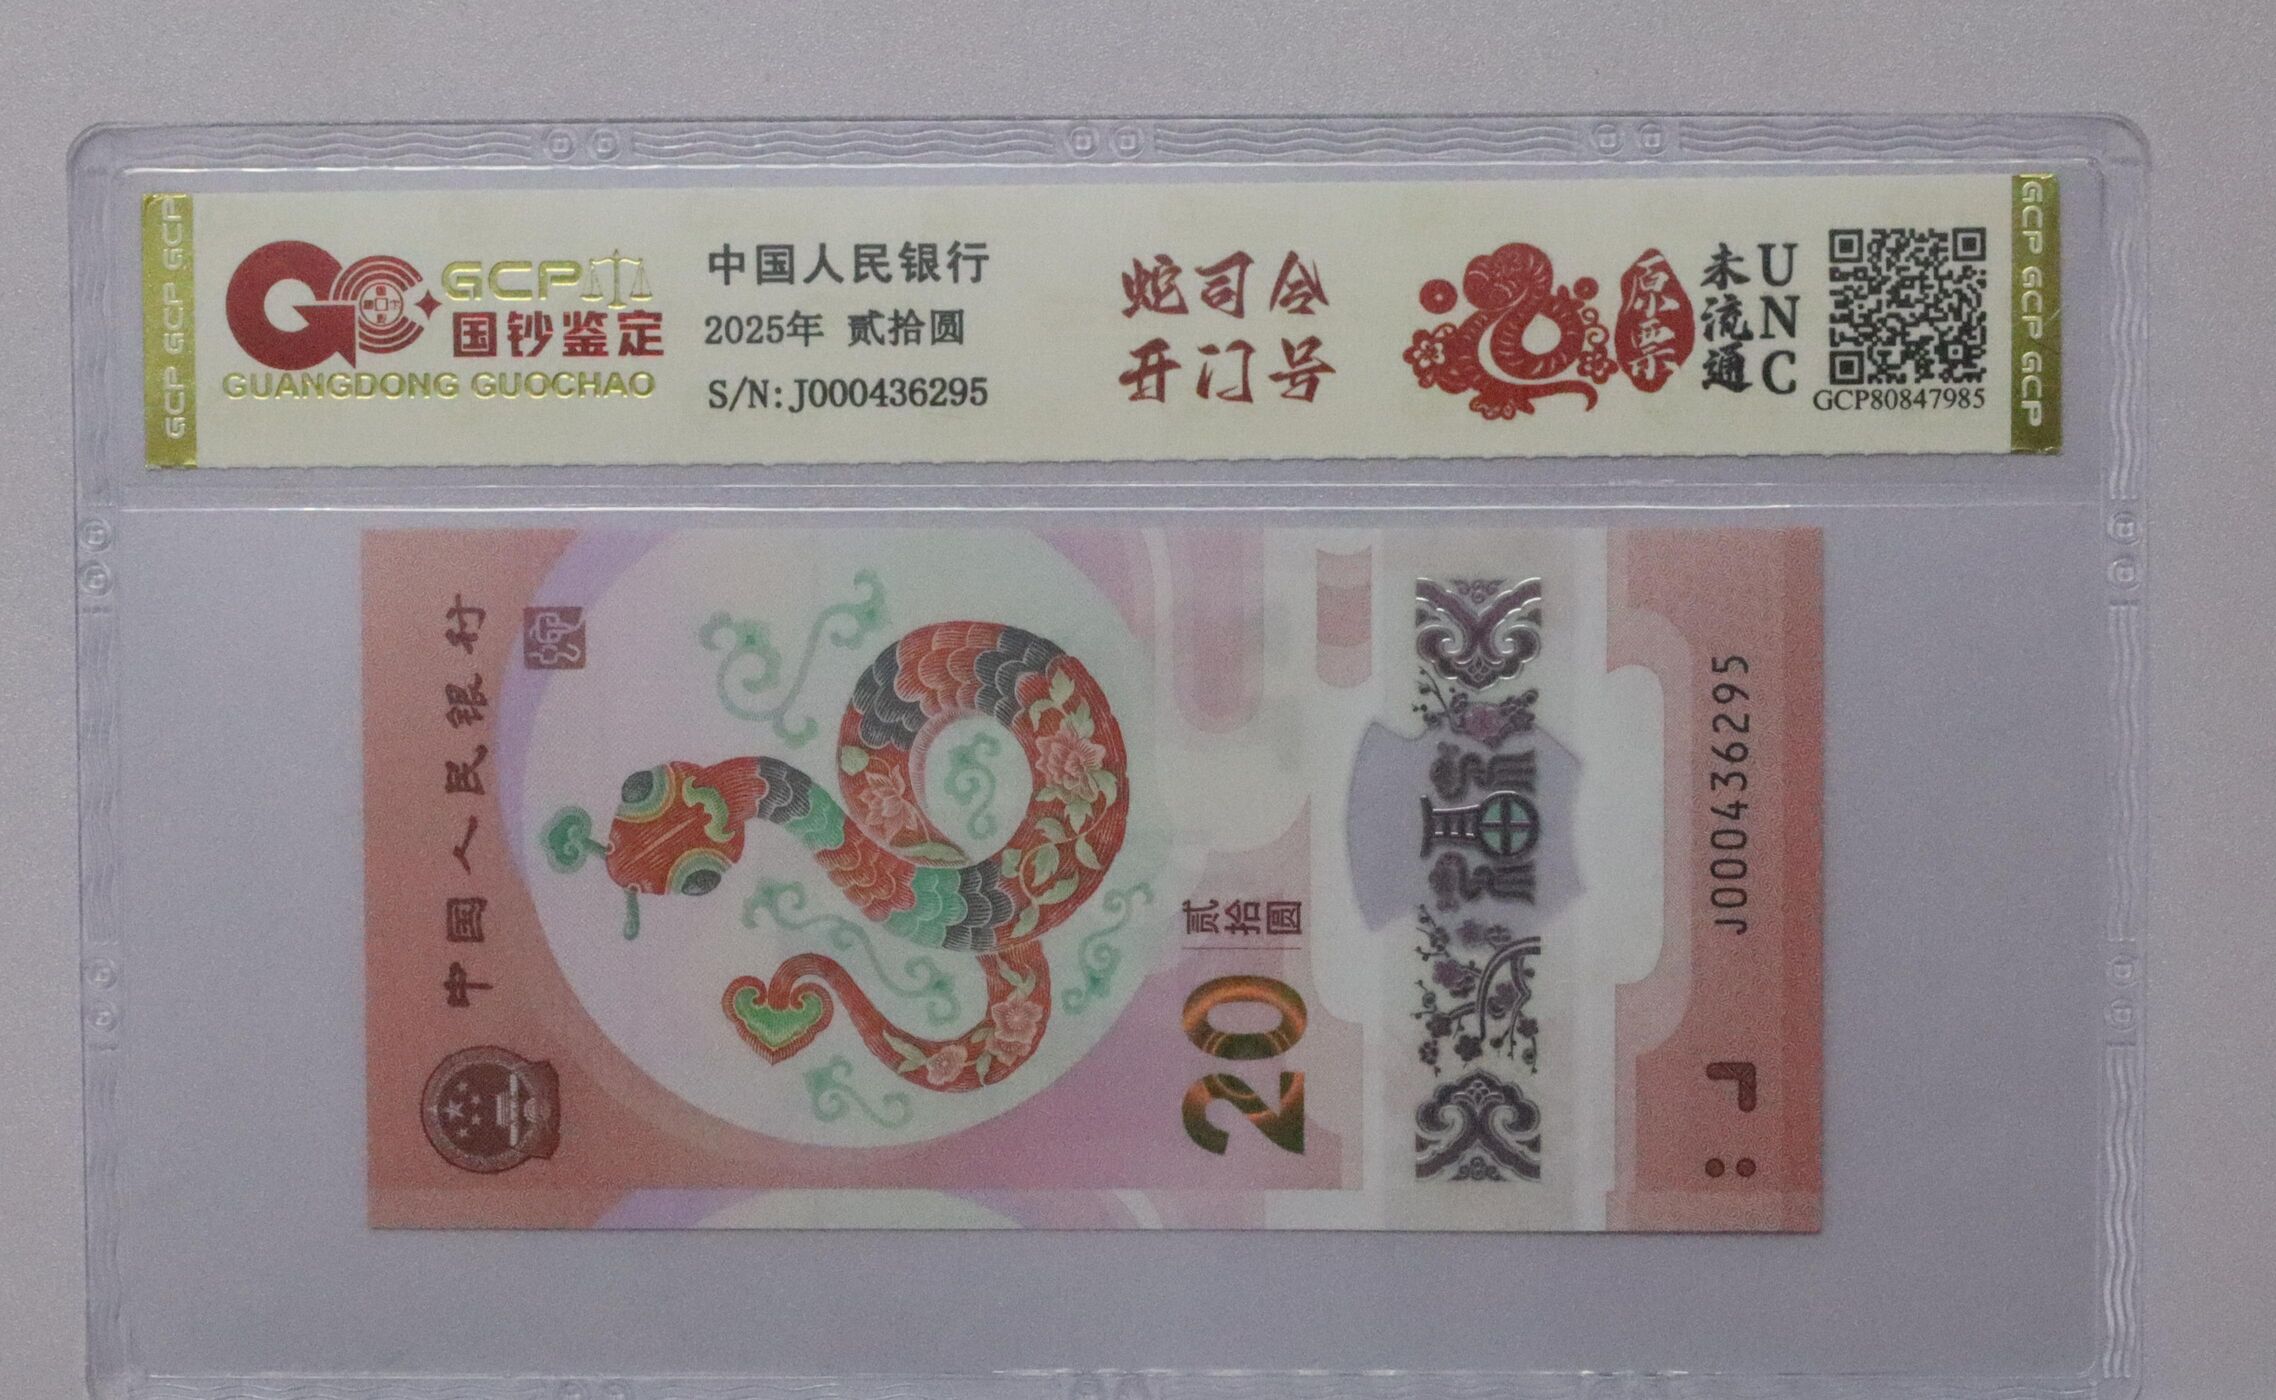 GCP GCP GCP
GCP
国钞鉴定
GUANGDONG GUOCHAO
中国人民银行
2025年 贰拾圆
S/N:J000436295
蛇司令
开门号
原票
未流通
UNC
GCP80847985
GCP GCP GCP
中国人民银行
贰拾圆
20
福
J000436295